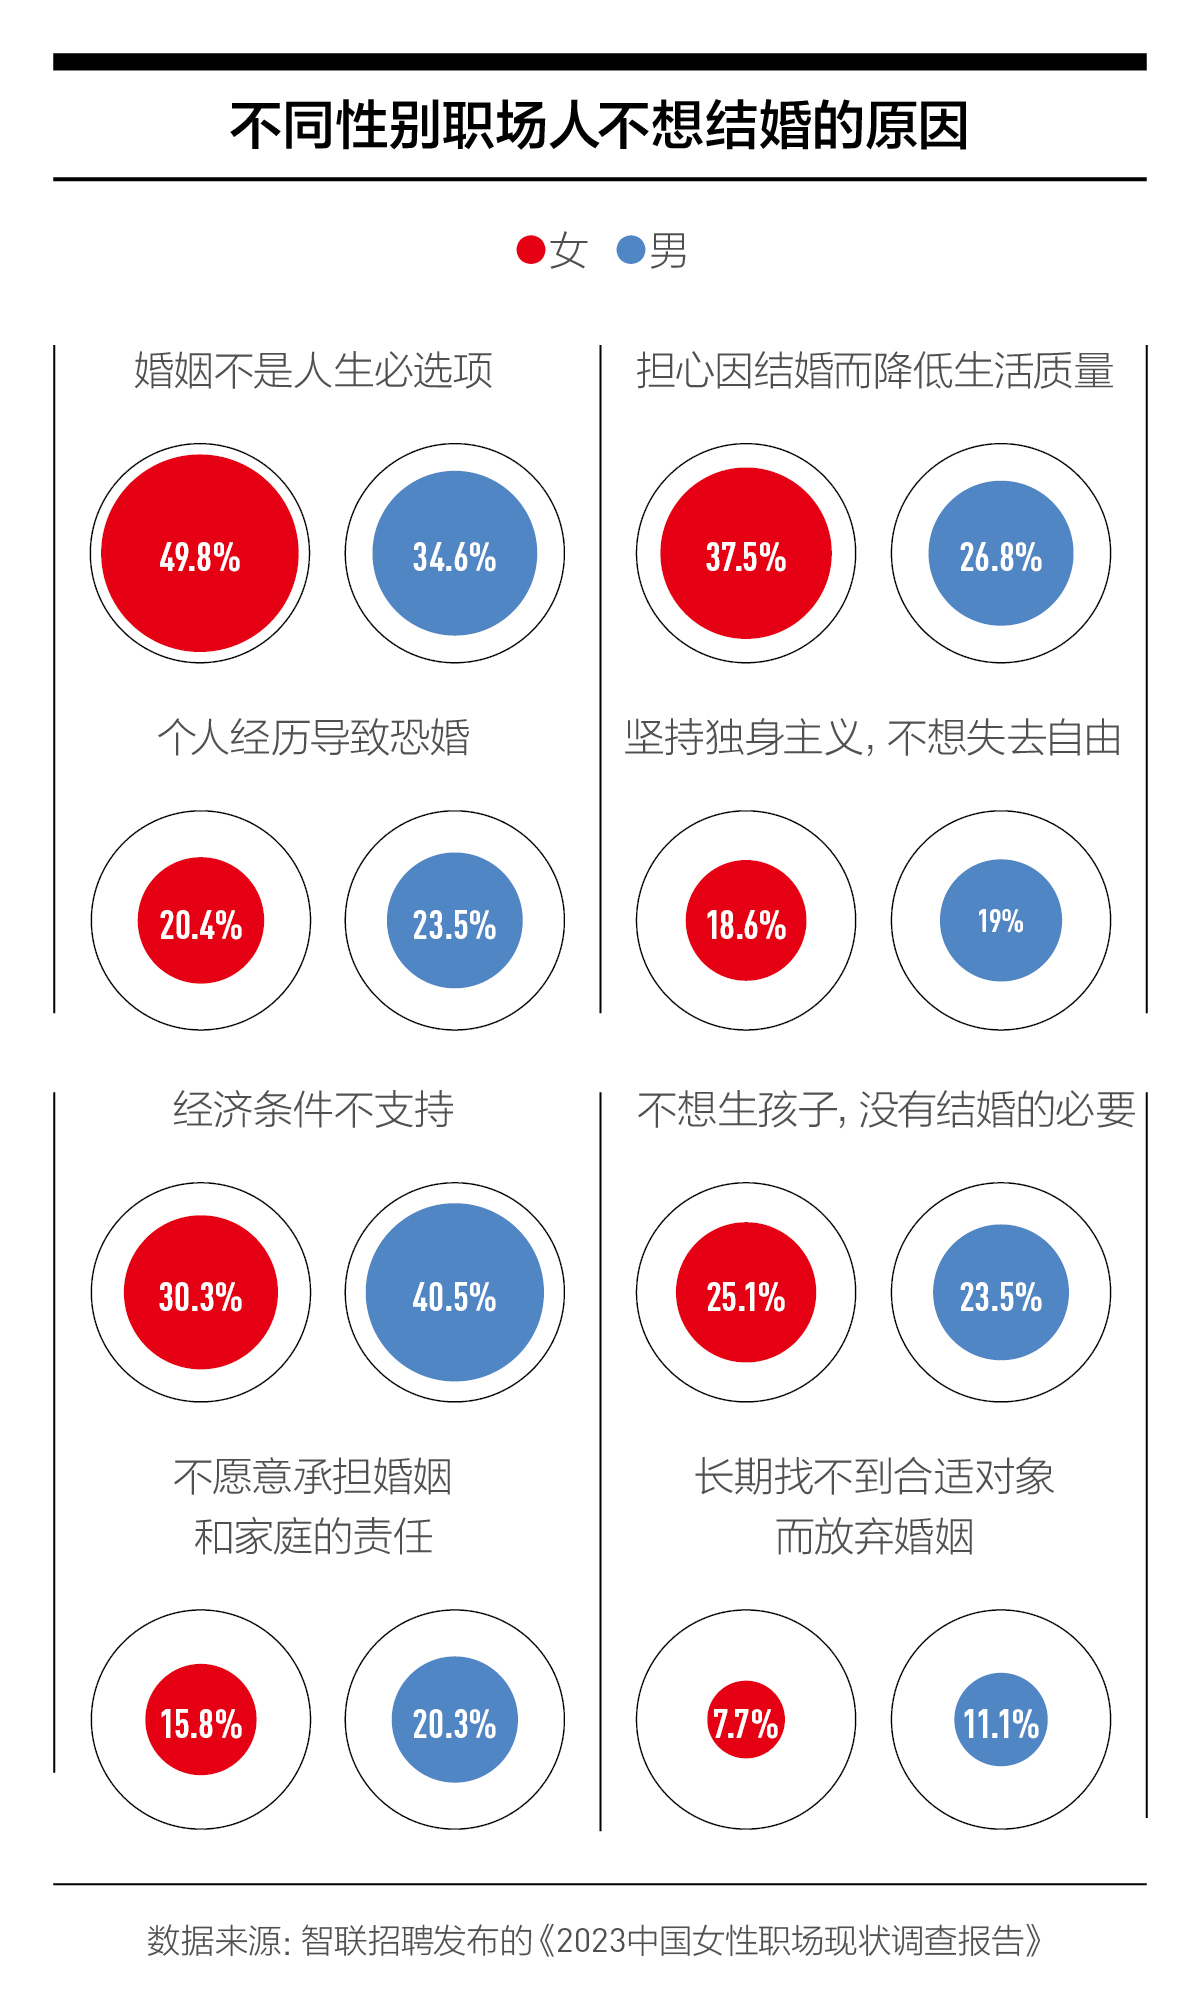 不同性别职场人不想结婚的原因
女 男
婚姻不是人生必选项
49.8% 34.6%
担心因结婚而降低生活质量
37.5% 26.8%
个人经历导致恐婚
20.4% 23.5%
坚持独身主义, 不想失去自由
18.6% 19%
经济条件不支持
30.3% 40.5%
不想生孩子, 没有结婚的必要
25.1% 23.5%
不愿意承担婚姻
和家庭的责任
15.8% 20.3%
长期找不到合适对象
而放弃婚姻
7.7% 11.1%
数据来源: 智联招聘发布的《2023中国女性职场现状调查报告》